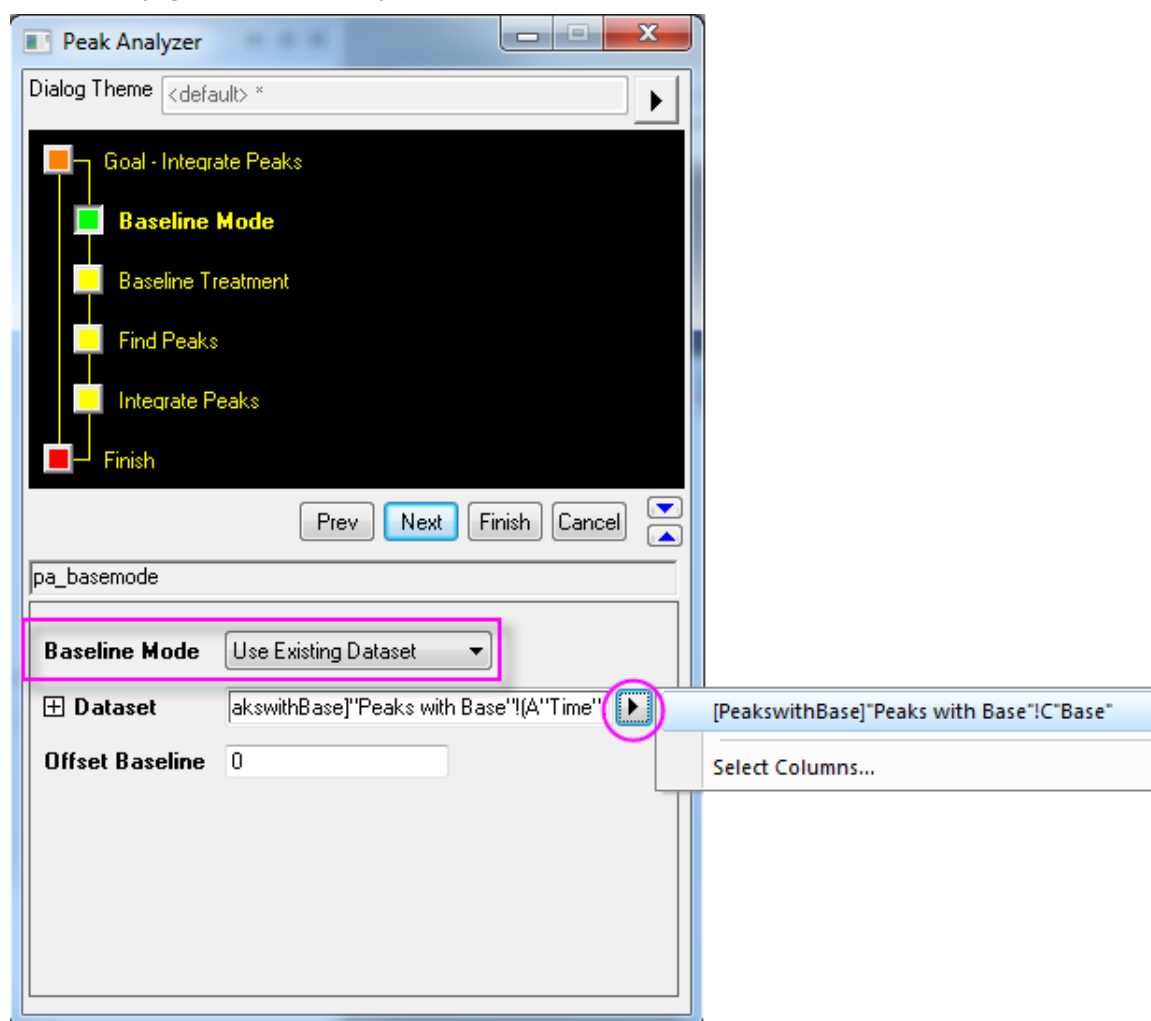 Peak Analyzer
Dialog Theme <default> *
Goal - Integrate Peaks
Baseline Mode
Baseline Treatment
Find Peaks
Integrate Peaks
Finish
Prev Next Finish Cancel
pa_basemode
Baseline Mode Use Existing Dataset
Dataset akswithBase]"Peaks with Base"!(A"Time",
[PeakswithBase]"Peaks with Base"!C"Base"
Offset Baseline 0
Select Columns...